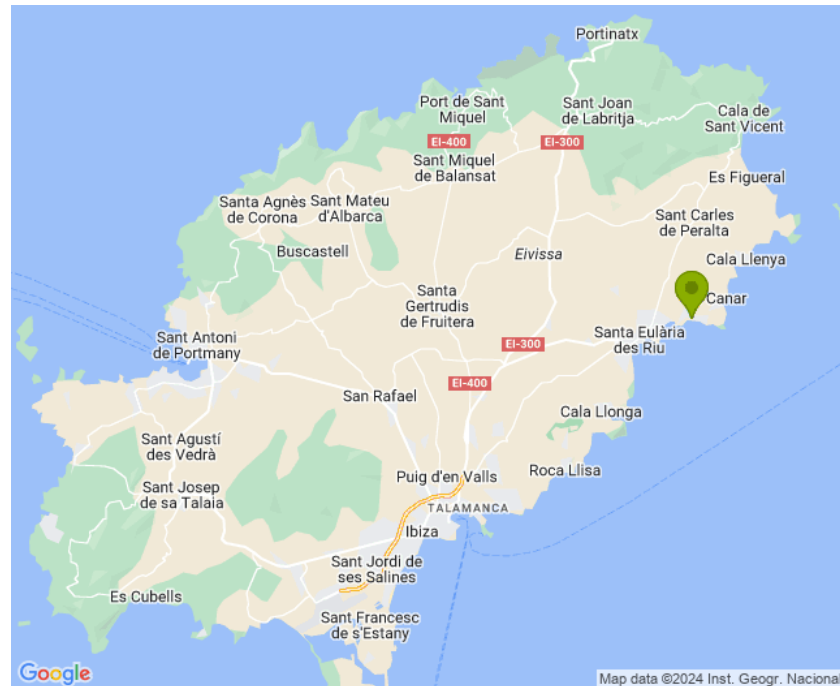 Portinatx
Port de Sant
Miquel
Sant Joan
de Labritja
Cala de
Sant Vicent
EI-400
EI-300
Sant Miquel
de Balansat
Es Figueral
Santa Agnès
de Corona
Sant Mateu
d'Albarca
Sant Carles
de Peralta
Buscastell
Eivissa
Cala Llenya
Santa
Gertrudis
de Fruitera
Canar
Sant Antoni
de Portmany
Santa Eulària
des Riu
EI-300
EI-400
San Rafael
Cala Llonga
Sant Agustí
des Vedrà
Roca Llisa
Puig d'en Valls
Sant Josep
de sa Talaia
TALAMANCA
Ibiza
Sant Jordi de
ses Salines
Es Cubells
Sant Francesc
de s'Estany
Google
Map data ©2024 Inst. Geogr. Nacional